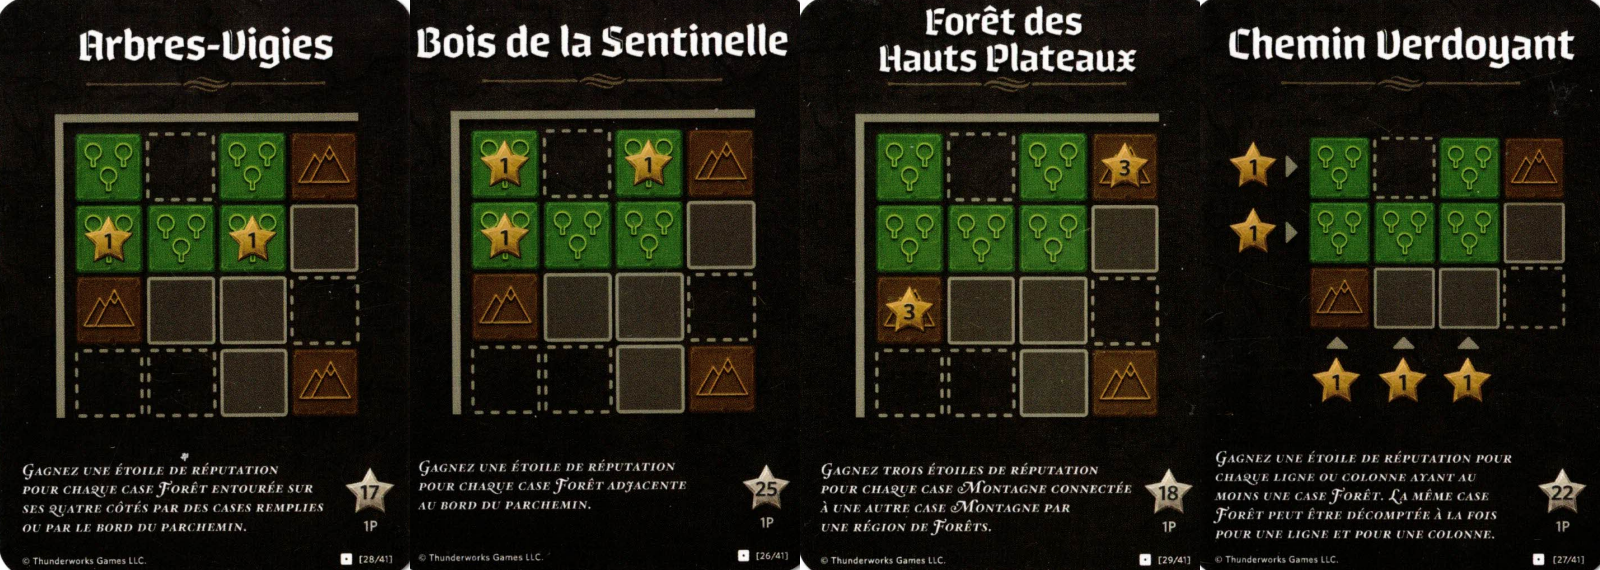 Arbres-Vigies
1
1
Gagnez une étoile de réputation
pour chaque case Forêt entourée sur
ses quatre côtés par des cases remplies
ou par le bord du parchemin.
17
1P
© Thunderworks Games LLC.
[28/41]
Bois de la Sentinelle
1
1
1
Gagnez une étoile de réputation
pour chaque case Forêt adjacente
au bord du parchemin.
25
1P
© Thunderworks Games LLC.
[26/41]
Forêt des
Hauts Plateaux
3
3
Gagnez trois étoiles de réputation
pour chaque case Montagne connectée
à une autre case Montagne par
une région de Forêts.
18
1P
© Thunderworks Games LLC.
[29/41]
Chemin Verdoyant
1
1
1
1
1
Gagnez une étoile de réputation pour
chaque ligne ou colonne ayant au
moins une case Forêt. La même case
Forêt peut être décomptée à la fois
pour une ligne et pour une colonne.
22
1P
© Thunderworks Games LLC.
[27/41]